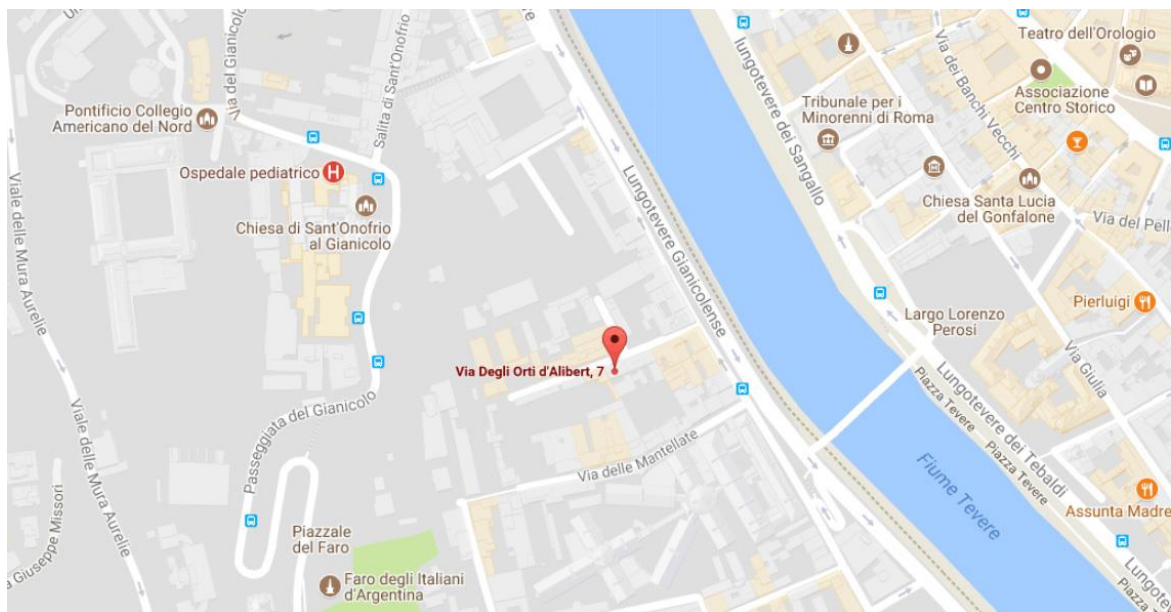 Un
Via del Gianicolo
Salita di Sant'Onofrio
Pontificio Collegio
Americano del Nord
Ospedale pediatrico
H
Chiesa di Sant'Onofrio
al Gianicolo
Viale delle Mura Aurelie
Viale delle Mura Aurelie
Passeggiata del Gianicolo
a Giuseppe Missori
Piazzale
del Faro
Faro degli Italiani
d'Argentina
Via Degli Orti d'Alibert, 7
Via delle Mantellate
Lungotevere Gianicolense
lungotevere dei Sangallo
Tribunale per i
Minorenni di Roma
Via dei Banchi Vecchi
Teatro dell'Orologio
Associazione
Centro Storico
Chiesa Santa Lucia
del Gonfalone
Via del Pelle
Largo Lorenzo
Perosi
Pierluigi
Via Giulia
Piazza Tevere
Lungotevere dei Tebaldi
Piazza Tevere
Fiume Tevere
Assunta Madre
Piazza